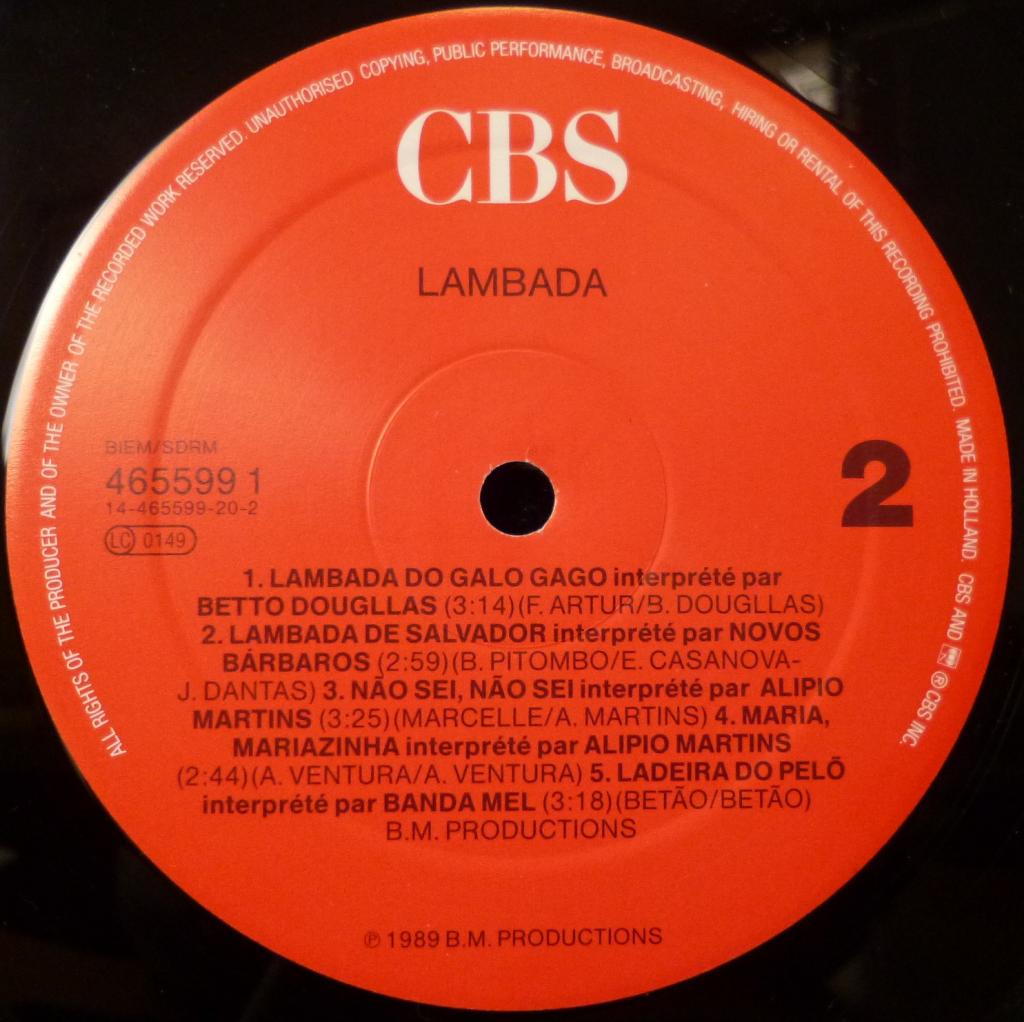 ALL RIGHTS OF THE PRODUCER AND OF THE OWNER OF THE RECORDED WORK RESERVED. UNAUTHORISED COPYING, PUBLIC PERFORMANCE, BROADCASTING, HIRING OR RENTAL OF THIS RECORDING PROHIBITED. MADE IN HOLLAND. CBS AND ® CBS INC.
CBS
LAMBADA
BIEM/SDRM
465599 1
14-465599-20-2
LC 0149
2
1. LAMBADA DO GALO GAGO interprété par
BETTO DOUGLLAS (3:14)(F. ARTUR/B. DOUGLLAS)
2. LAMBADA DE SALVADOR interprété par NOVOS
BÁRBAROS (2:59)(B. PITOMBO/E. CASANOVA-
J. DANTAS) 3. NÃO SEI, NÃO SEI interprété par ALIPIO
MARTINS (3:25)(MARCELLE/A. MARTINS) 4. MARIA,
MARIAZINHA interprété par ALIPIO MARTINS
(2:44)(A. VENTURA/A. VENTURA) 5. LADEIRA DO PELÕ
interprété par BANDA MEL (3:18)(BETÃO/BETÃO)
B.M. PRODUCTIONS
℗ 1989 B.M. PRODUCTIONS